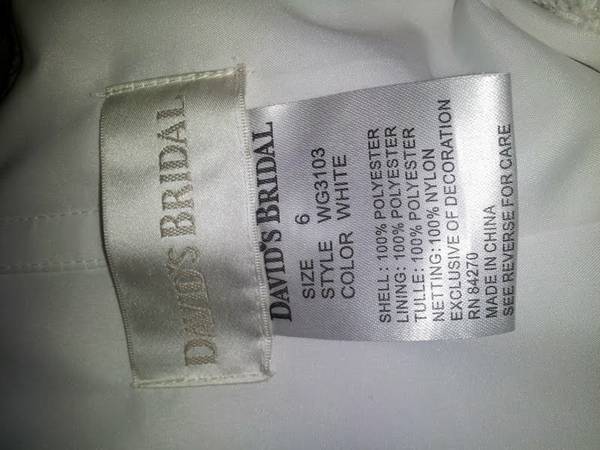 DAVID'S BRIDAL
DAVID'S BRIDAL
SIZE 6
STYLE WG3103
COLOR WHITE
SHELL: 100% POLYESTER
LINING: 100% POLYESTER
TULLE: 100% POLYESTER
NETTING:100% NYLON
EXCLUSIVE OF DECORATION
RN 84270
MADE IN CHINA
SEE REVERSE FOR CARE